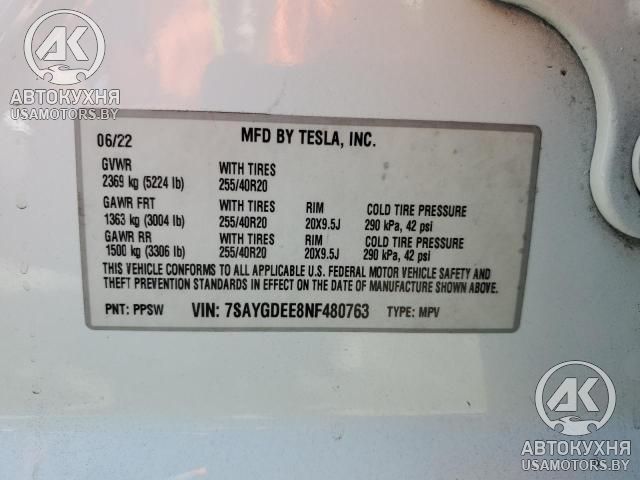 AK
АВТОКУХНЯ
USAMOTORS.BY
06/22 MFD BY TESLA, INC.
GVWR WITH TIRES
2369 kg (5224 lb) 255/40R20
GAWR FRT WITH TIRES RIM COLD TIRE PRESSURE
1363 kg (3004 lb) 255/40R20 20X9.5J 290 kPa, 42 psi
GAWR RR WITH TIRES RIM COLD TIRE PRESSURE
1500 kg (3306 lb) 255/40R20 20X9.5J 290 kPa, 42 psi
THIS VEHICLE CONFORMS TO ALL APPLICABLE U.S. FEDERAL MOTOR VEHICLE SAFETY AND
THEFT PREVENTION STANDARDS IN EFFECT ON THE DATE OF MANUFACTURE SHOWN ABOVE.
PNT: PPSW VIN: 7SAYGDEE8NF480763 TYPE: MPV
AK
АВТОКУХНЯ
USAMOTORS.BY